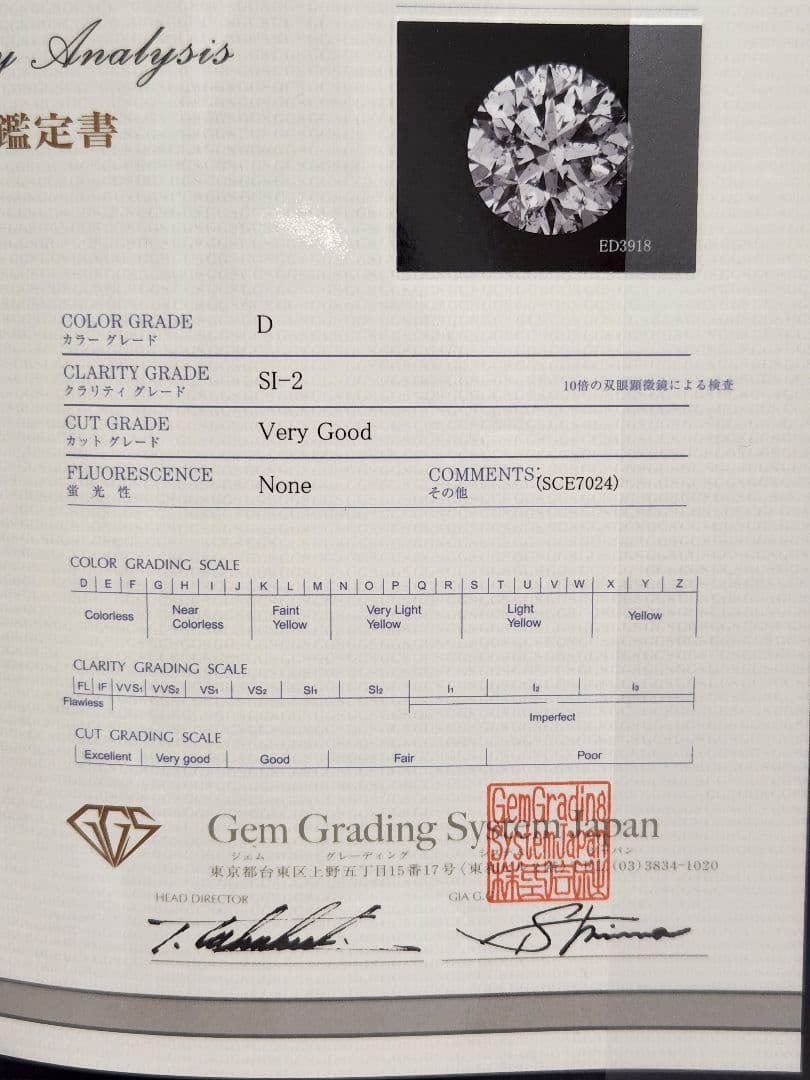 y Analysis
鑑定書
ED3918
COLOR GRADE D
カラー グレード
CLARITY GRADE SI-2
クラリティ グレード 10倍の双眼顕微鏡による検査
CUT GRADE Very Good
カット グレード
FLUORESCENCE None COMMENTS: (SCE7024)
蛍光性 その他
COLOR GRADING SCALE
D E F G H I J K L M N O P Q R S T U V W X Y Z
Colorless Near Colorless Faint Yellow Very Light Yellow Light Yellow Yellow
CLARITY GRADING SCALE
FL IF VVS1 VVS2 VS1 VS2 SI1 SI2 I1 I2 I3
Flawless Imperfect
CUT GRADING SCALE
Excellent Very good Good Fair Poor
GGS
Gem Grading System Japan
ジェム グレーディング
東京都台東区上野五丁目15番17号 (03)3834-1020
GemGrading
SystemJapan
HEAD DIRECTOR GIA G.